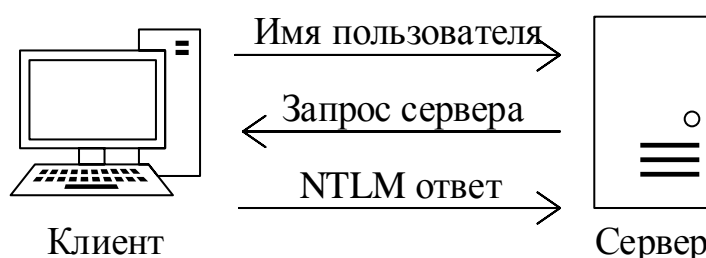 Имя пользователя
Запрос сервера
NTLM ответ
Клиент
Сервер